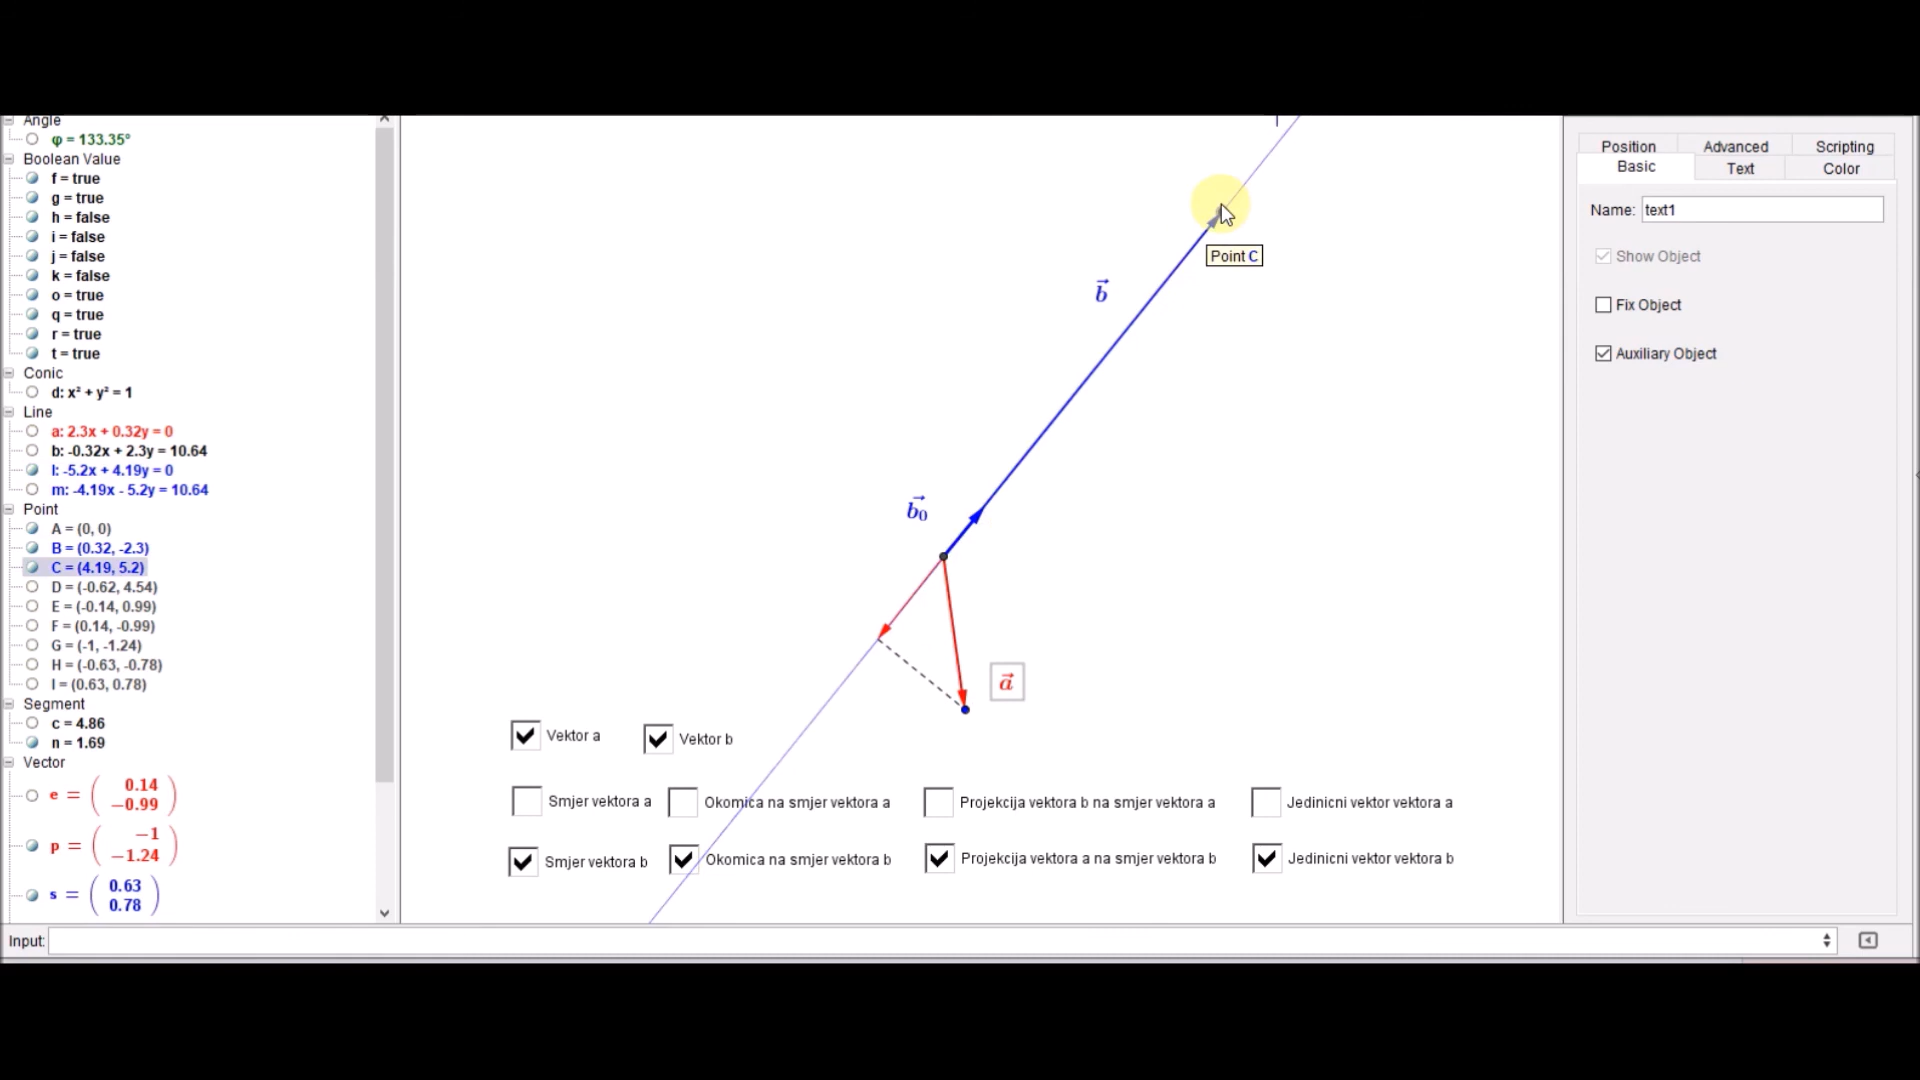 Angle
φ = 133.35°
Boolean Value
f = true
g = true
h = false
i = false
j = false
k = false
o = true
q = true
r = true
t = true
Conic
d: x² + y² = 1
Line
a: 2.3x + 0.32y = 0
b: -0.32x + 2.3y = 10.64
l: -5.2x + 4.19y = 0
m: -4.19x - 5.2y = 10.64
Point
A = (0, 0)
B = (0.32, -2.3)
C = (4.19, 5.2)
D = (-0.62, 4.54)
E = (-0.14, 0.99)
F = (0.14, -0.99)
G = (-1, -1.24)
H = (-0.63, -0.78)
I = (0.63, 0.78)
Segment
c = 4.86
n = 1.69
Vector
e = ( 0.14
−0.99 )
p = ( −1
−1.24 )
s = ( 0.63
0.78 )
Point C
b⃗
b⃗₀
a⃗
Vektor a Vektor b
Smjer vektora a Okomica na smjer vektora a Projekcija vektora b na smjer vektora a Jedinicni vektor vektora a
Smjer vektora b Okomica na smjer vektora b Projekcija vektora a na smjer vektora b Jedinicni vektor vektora b
Position Advanced Scripting
Basic Text Color
Name: text1
Show Object
Fix Object
Auxiliary Object
Input: